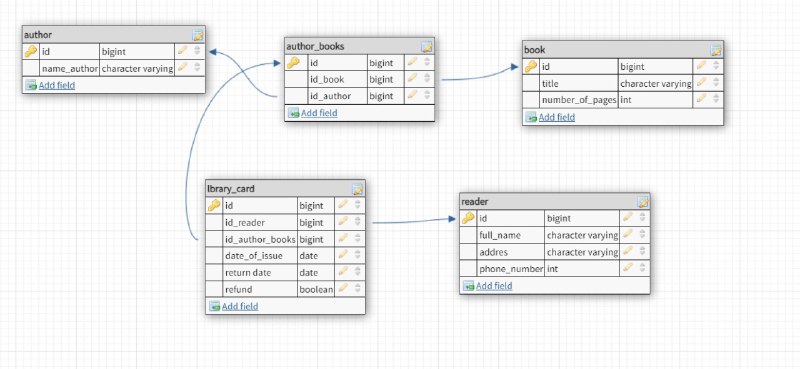 author
id bigint
name_author character varying
Add field
author_books
id bigint
id_book bigint
id_author bigint
Add field
book
id bigint
title character varying
number_of_pages int
Add field
lbrary_card
id bigint
id_reader bigint
id_author_books bigint
date_of_issue date
return date date
refund boolean
Add field
reader
id bigint
full_name character varying
addres character varying
phone_number int
Add field